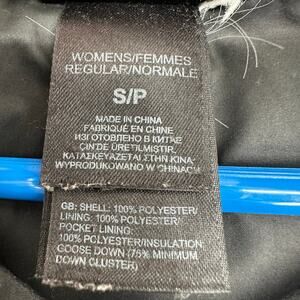 WOMENS/FEMMES
REGULAR/NORMALE
S/P
MADE IN CHINA
FABRIQUÉ EN CHINE
ИЗГОТОВЛЕНО В КИТАЕ
ÇİN'DE ÜRETİLMİŞTİR.
ΚΑΤΑΣΚΕΥΑΖΕΤΑΙ ΣΤΗΝ ΚΙΝΑ
WYPRODUKOWANO W CHINACH
GB: SHELL: 100% POLYESTER/
LINING: 100% POLYESTER/
POCKET LINING:
100% POLYESTER/INSULATION
GOOSE DOWN (75% MINIMUM
DOWN CLUSTER)